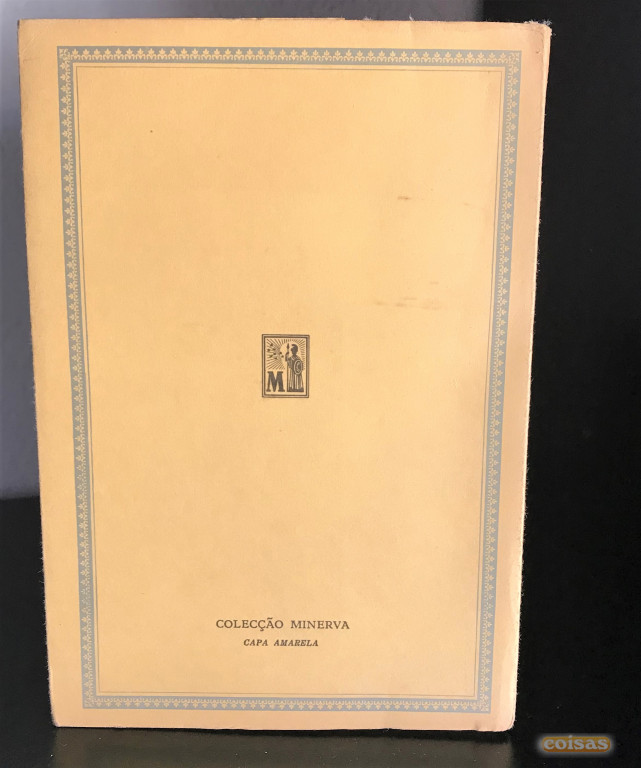 M
COLECÇÃO MINERVA
CAPA AMARELA
coisas